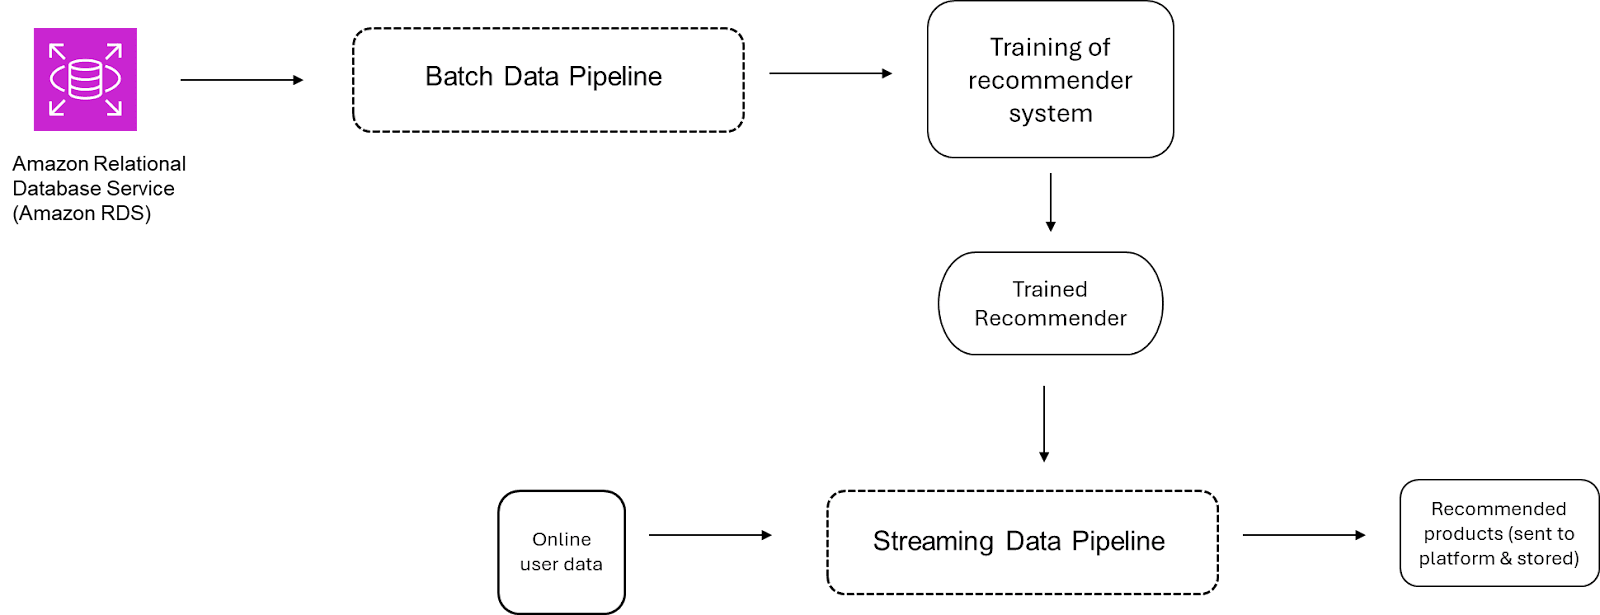 Amazon Relational
Database Service
(Amazon RDS)
Batch Data Pipeline
Training of
recommender
system
Trained
Recommender
Online
user data
Streaming Data Pipeline
Recommended
products (sent to
platform & stored)